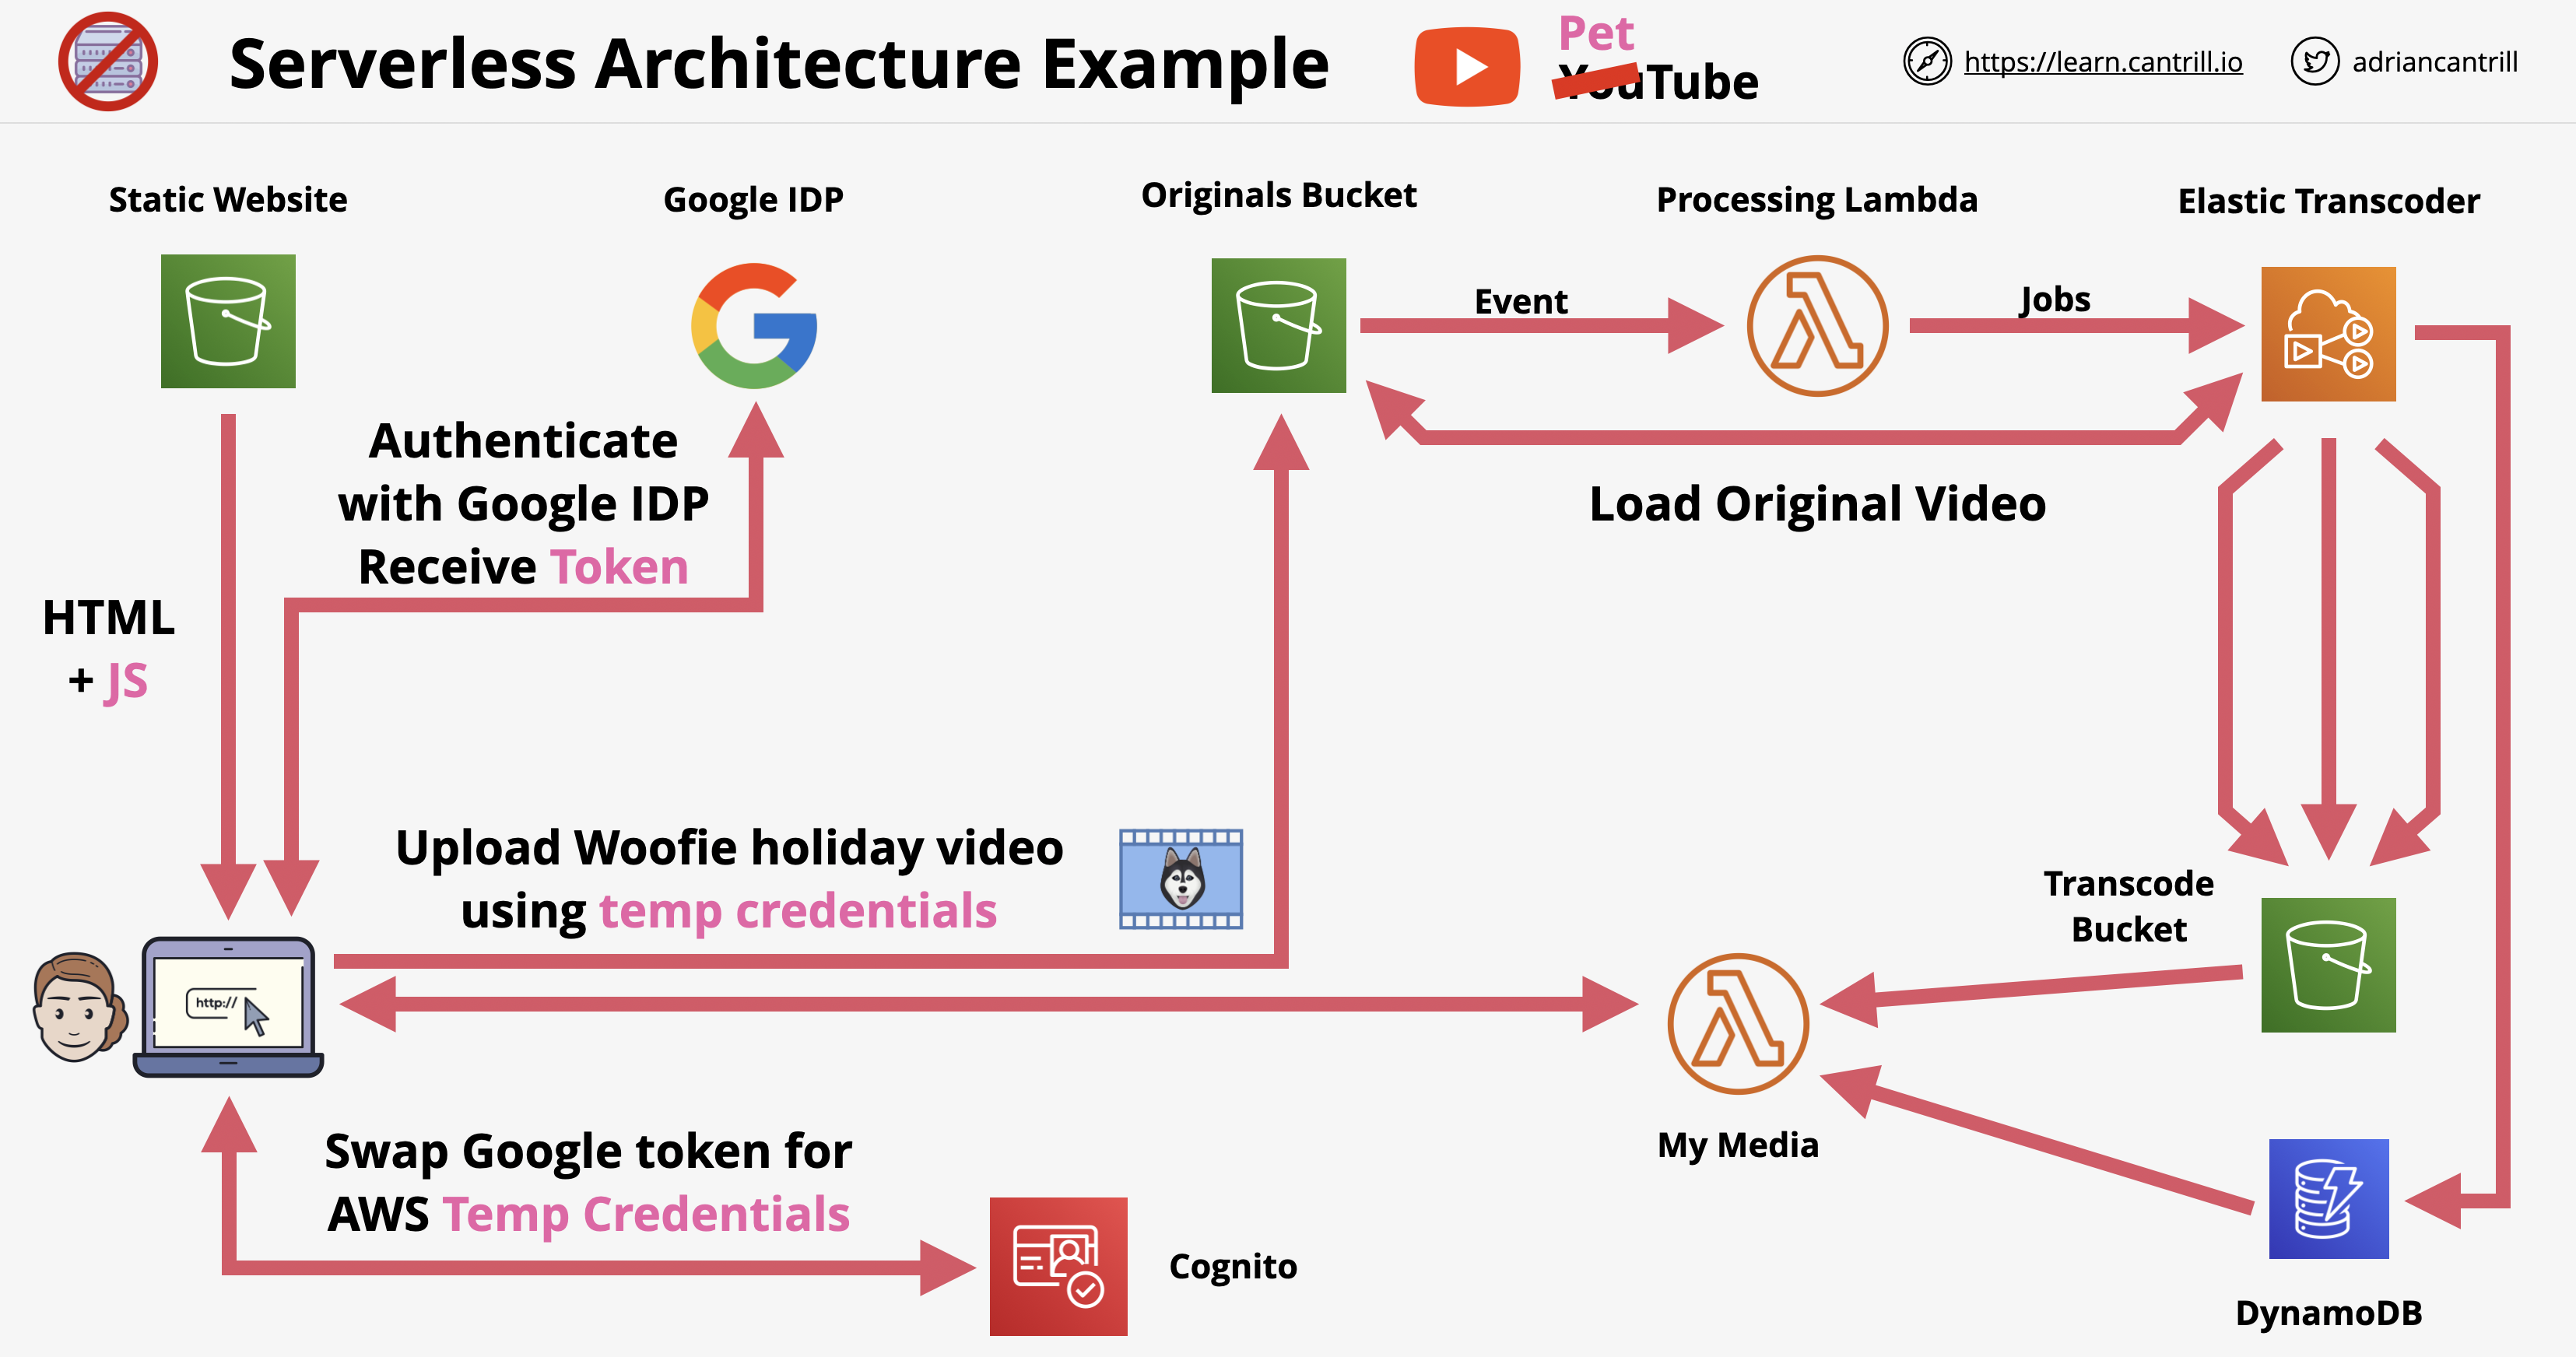 Serverless Architecture Example
Pet
YouTube
https://learn.cantrill.io
adriancantrill
Static Website
Google IDP
Originals Bucket
Processing Lambda
Elastic Transcoder
Event
Jobs
Authenticate
with Google IDP
Receive Token
Load Original Video
HTML
+ JS
Upload Woofie holiday video
using temp credentials
Transcode
Bucket
http://
My Media
Swap Google token for
AWS Temp Credentials
Cognito
DynamoDB